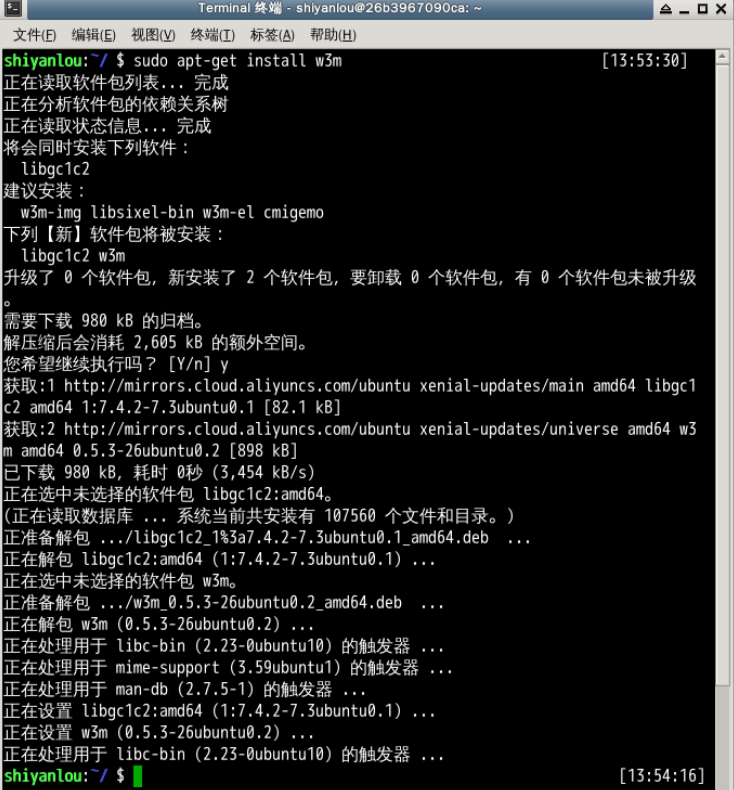 Terminal 终端 - shiyanlou@26b3967090ca: ~
文件(F) 编辑(E) 视图(V) 终端(T) 标签(A) 帮助(H)
shiyanlou:~/ $ sudo apt-get install w3m [13:53:30]
正在读取软件包列表... 完成
正在分析软件包的依赖关系树
正在读取状态信息... 完成
将会同时安装下列软件：
libgc1c2
建议安装：
w3m-img libsixel-bin w3m-el cmigemo
下列【新】软件包将被安装：
libgc1c2 w3m
升级了 0 个软件包, 新安装了 2 个软件包, 要卸载 0 个软件包, 有 0 个软件包未被升级
。
需要下载 980 kB 的归档。
解压缩后会消耗 2,605 kB 的额外空间。
您希望继续执行吗？ [Y/n] y
获取:1 http://mirrors.cloud.aliyuncs.com/ubuntu xenial-updates/main amd64 libgc1
c2 amd64 1:7.4.2-7.3ubuntu0.1 [82.1 kB]
获取:2 http://mirrors.cloud.aliyuncs.com/ubuntu xenial-updates/universe amd64 w3
m amd64 0.5.3-26ubuntu0.2 [898 kB]
已下载 980 kB, 耗时 0秒 (3,454 kB/s)
正在选中未选择的软件包 libgc1c2:amd64。
(正在读取数据库 ... 系统当前共安装有 107560 个文件和目录。)
正准备解包 .../libgc1c2_1%3a7.4.2-7.3ubuntu0.1_amd64.deb ...
正在解包 libgc1c2:amd64 (1:7.4.2-7.3ubuntu0.1) ...
正在选中未选择的软件包 w3m。
正准备解包 .../w3m_0.5.3-26ubuntu0.2_amd64.deb ...
正在解包 w3m (0.5.3-26ubuntu0.2) ...
正在处理用于 libc-bin (2.23-0ubuntu10) 的触发器 ...
正在处理用于 mime-support (3.59ubuntu1) 的触发器 ...
正在处理用于 man-db (2.7.5-1) 的触发器 ...
正在设置 libgc1c2:amd64 (1:7.4.2-7.3ubuntu0.1) ...
正在设置 w3m (0.5.3-26ubuntu0.2) ...
正在处理用于 libc-bin (2.23-0ubuntu10) 的触发器 ...
shiyanlou:~/ $ [13:54:16]